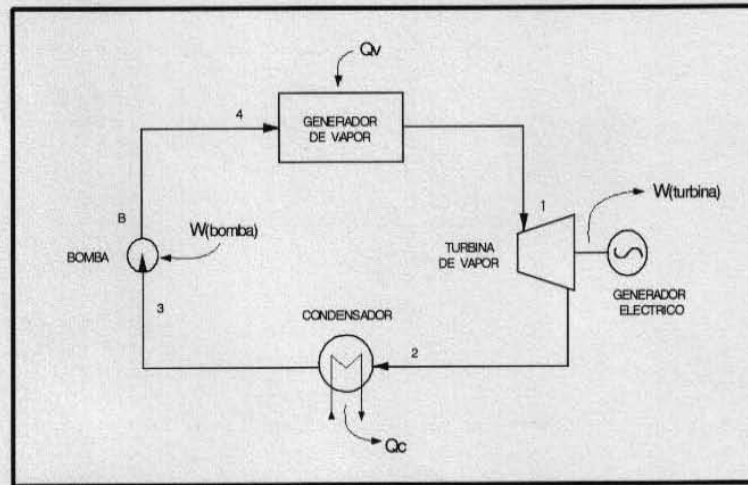 Qv
4
GENERADOR
DE VAPOR
1
W(turbina)
B
W(bomba)
BOMBA
TURBINA
DE VAPOR
GENERADOR
ELECTRICO
3
CONDENSADOR
2
Qc